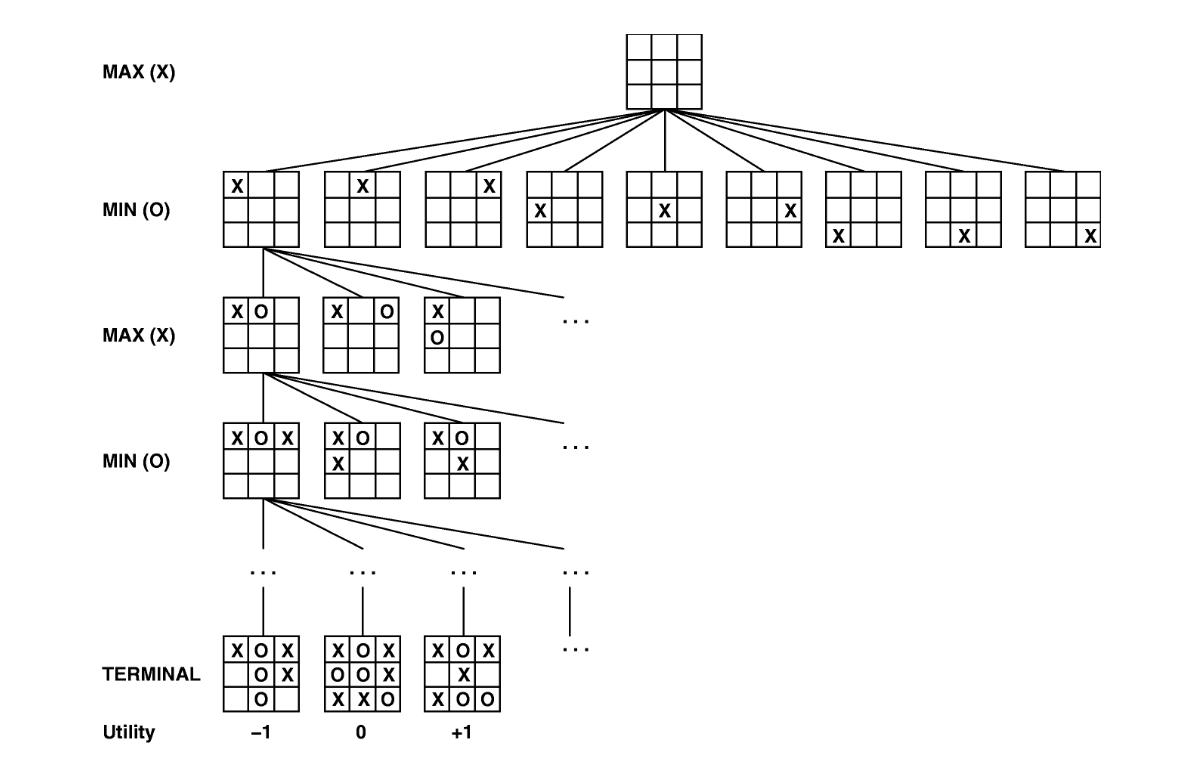 MAX (X)
X X X X X X X X X
MIN (O)
X O X O X
O
MAX (X)
...
X O X X O X O
X X
MIN (O)
...
... ... ... ...
X O X X O X X O X ...
TERMINAL
O X O O X X
O X X O X O O
Utility −1 0 +1